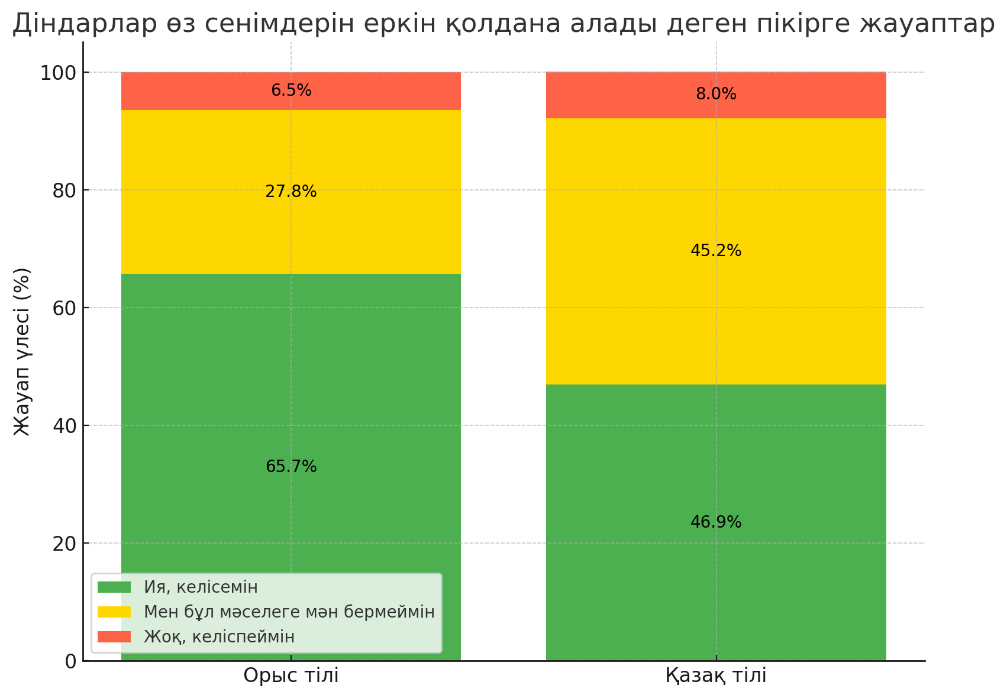 Діндарлар өз сенімдерін еркін қолдана алады деген пікірге жауаптар
Жауап үлесі (%)
100
80
60
40
20
0
6.5%
27.8%
65.7%
8.0%
45.2%
46.9%
Ия, келісемін
Мен бұл мәселеге мән бермеймін
Жоқ, келіспеймін
Орыс тілі
Қазақ тілі